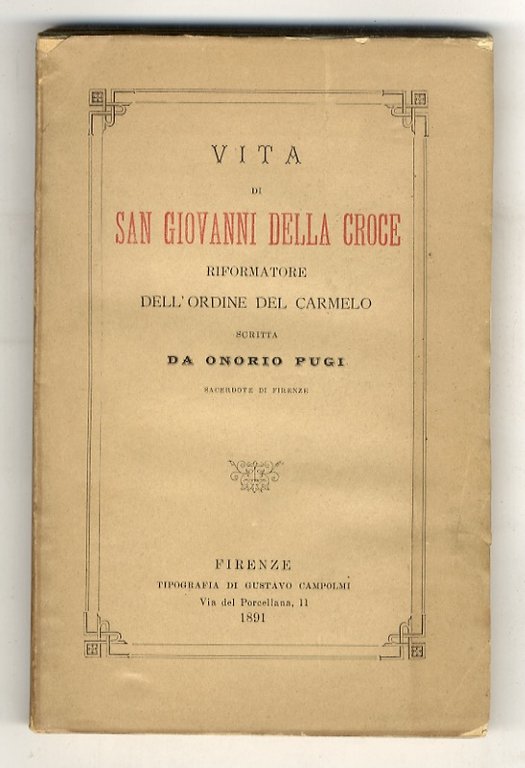 VITA
DI
SAN GIOVANNI DELLA CROCE
RIFORMATORE
DELL'ORDINE DEL CARMELO
SCRITTA
DA ONORIO PUGI
SACERDOTE DI FIRENZE
FIRENZE
TIPOGRAFIA DI GUSTAVO CAMPOLMI
Via del Porcellana, 11
1891